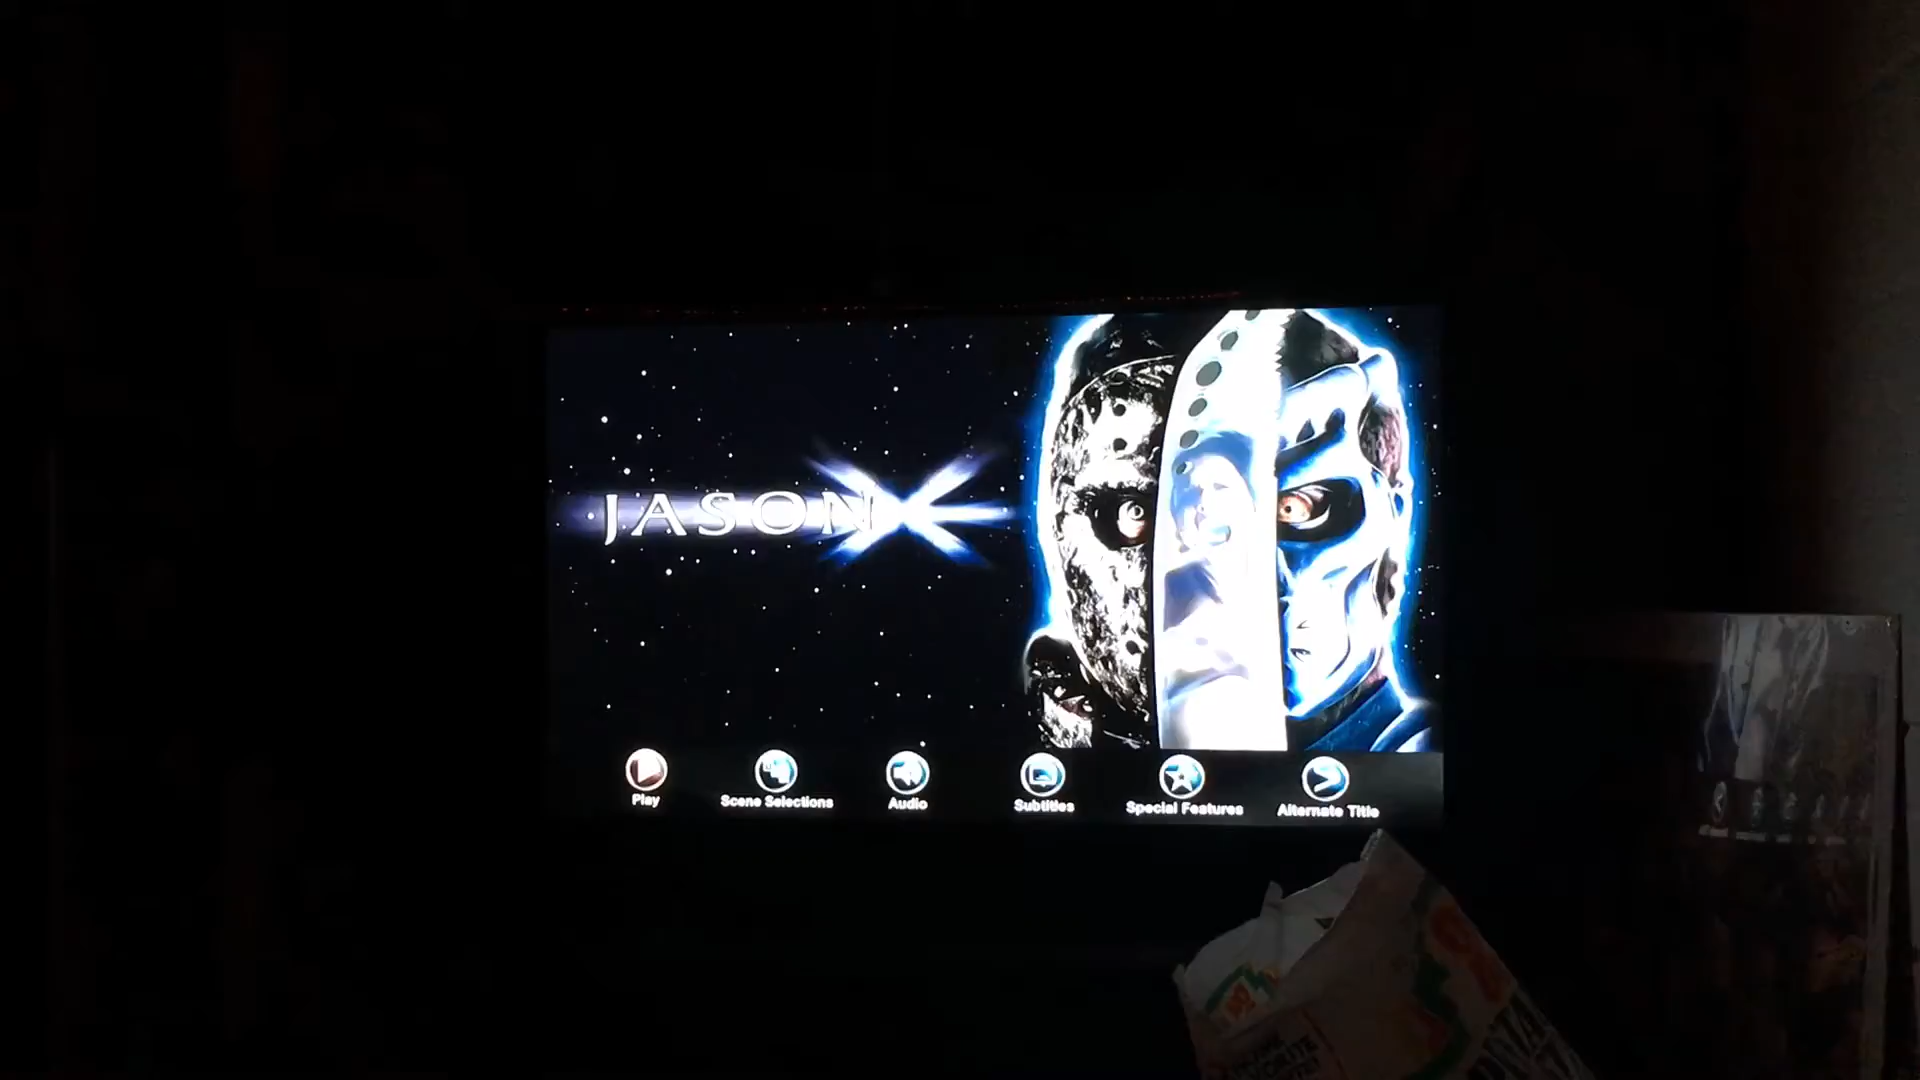 JASON X
Play
Scene Selections
Audio
Subtitles
Special Features
Alternate Title